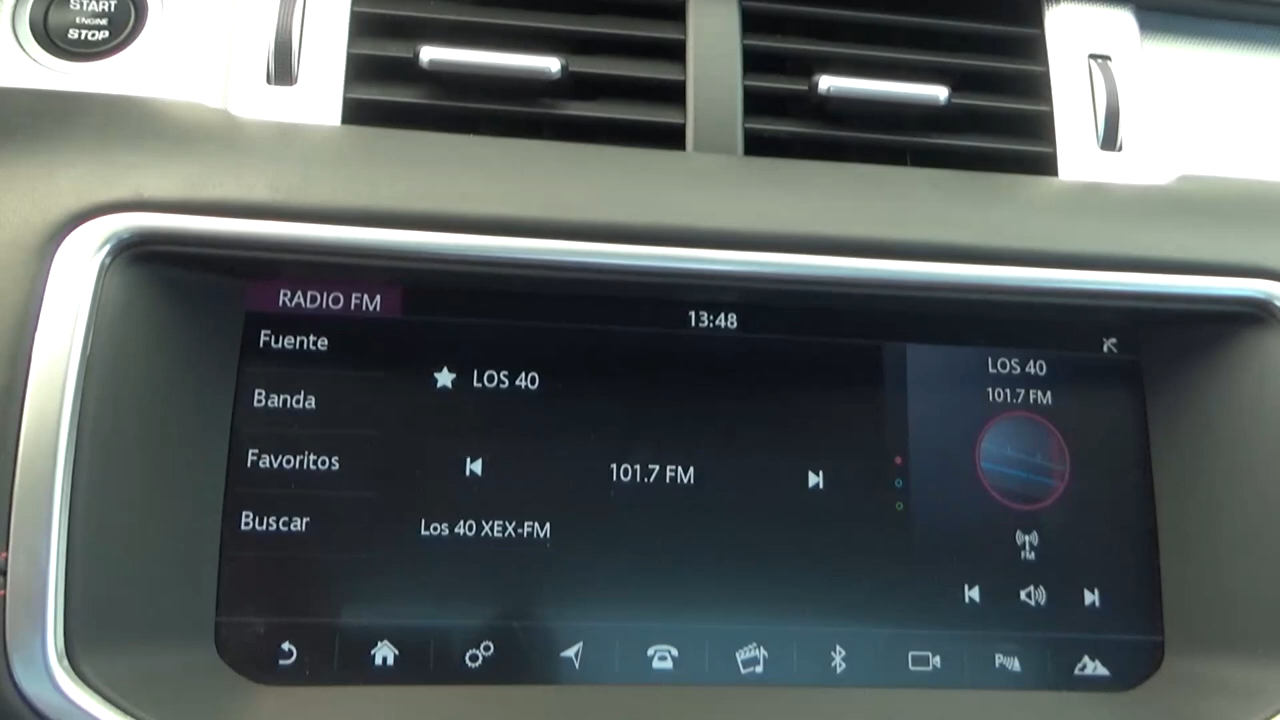 START
ENGINE
STOP
RADIO FM
13:48
Fuente
LOS 40
LOS 40
101.7 FM
Banda
Favoritos
101.7 FM
Buscar
Los 40 XEX-FM
FM
P